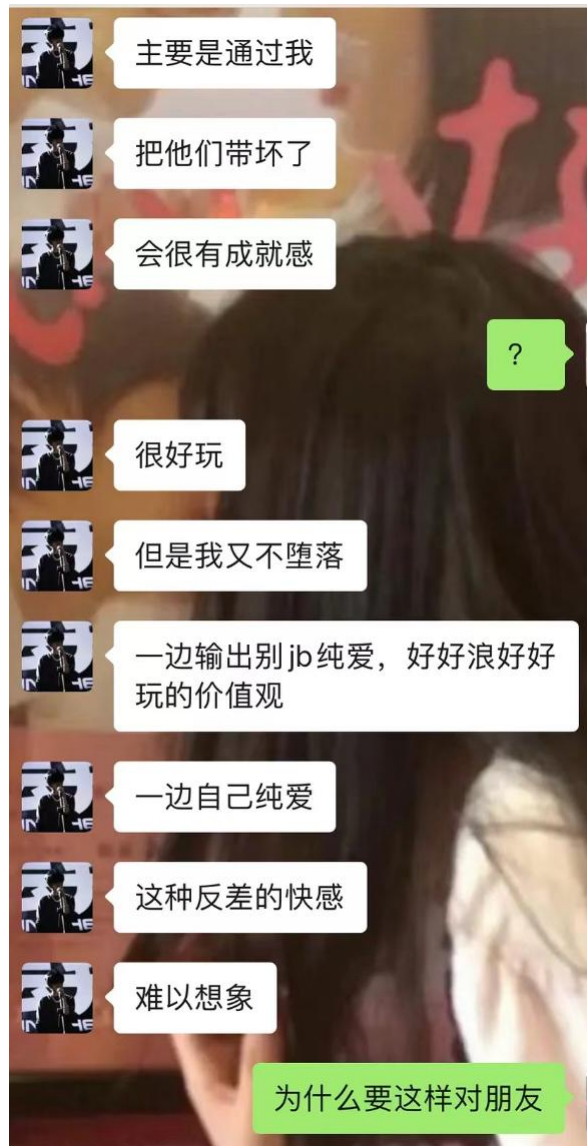 主要是通过我
把他们带坏了
会很有成就感
？
很好玩
但是我又不堕落
一边输出别jb纯爱，好好浪好好
玩的价值观
一边自己纯爱
这种反差的快感
难以想象
为什么要这样对朋友